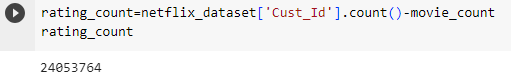 rating_count=netflix_dataset['Cust_Id'].count()-movie_count
rating_count
24053764